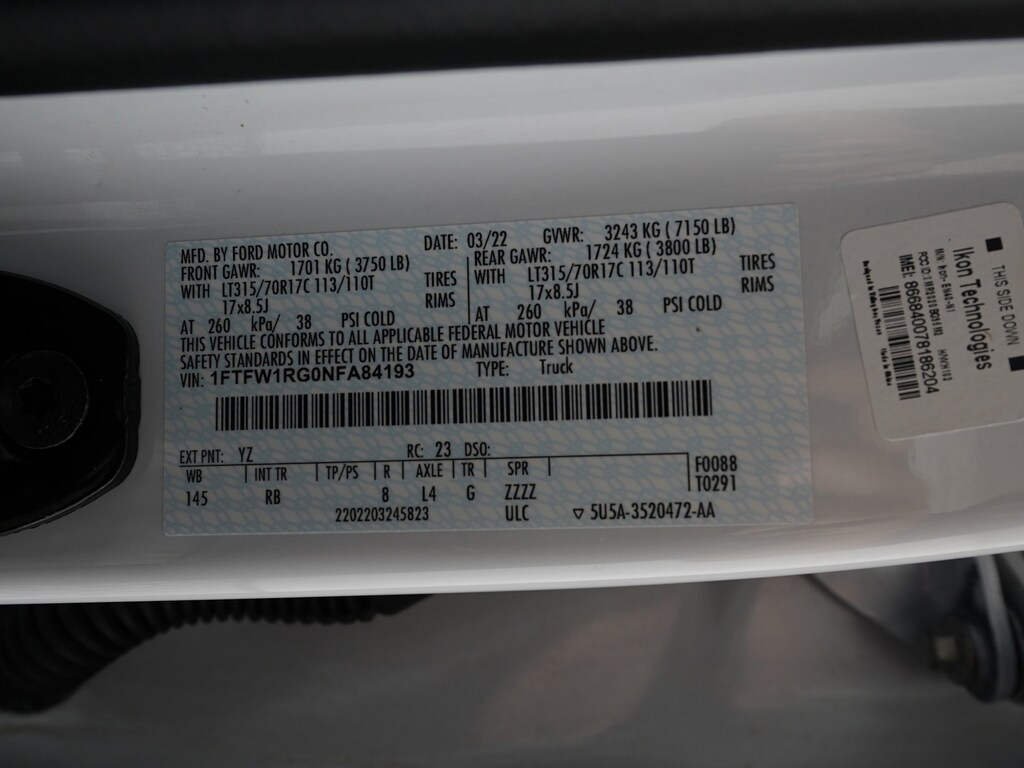 MFD. BY FORD MOTOR CO. DATE: 03/22 GVWR: 3243 KG ( 7150 LB)
FRONT GAWR: 1701 KG ( 3750 LB) REAR GAWR: 1724 KG ( 3800 LB)
WITH LT315/70R17C 113/110T TIRES WITH LT315/70R17C 113/110T TIRES
17x8.5J RIMS 17x8.5J RIMS
AT 260 kPa/ 38 PSI COLD AT 260 kPa/ 38 PSI COLD
THIS VEHICLE CONFORMS TO ALL APPLICABLE FEDERAL MOTOR VEHICLE
SAFETY STANDARDS IN EFFECT ON THE DATE OF MANUFACTURE SHOWN ABOVE.
VIN: 1FTFW1RG0NFA84193 TYPE: Truck
EXT PNT: YZ RC: 23 DSO:
WB INT TR TP/PS R AXLE TR SPR F0088
145 RB 8 L4 G ZZZZ T0291
2202203245823 ULC ▽ 5U5A-3520472-AA
THIS SIDE DOWN
Ikon Technologies
IMEI: 866840078186204